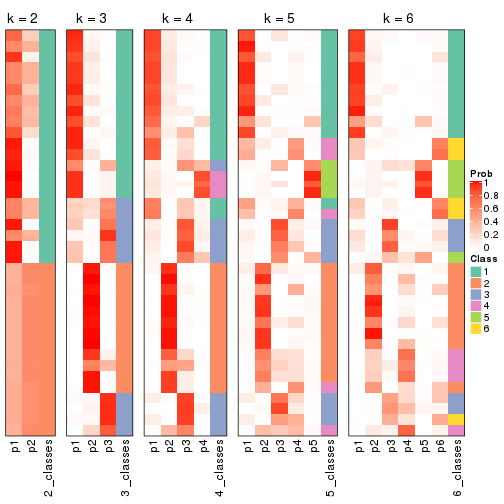 k = 2
k = 3
k = 4
k = 5
k = 6
Prob
1
0.8
0.6
0.4
0.2
0
Class
1
2
3
4
5
6
p1
p2
2_classes
p1
p2
p3
3_classes
p1
p2
p3
p4
4_classes
p1
p2
p3
p4
p5
5_classes
p1
p2
p3
p4
p5
p6
6_classes